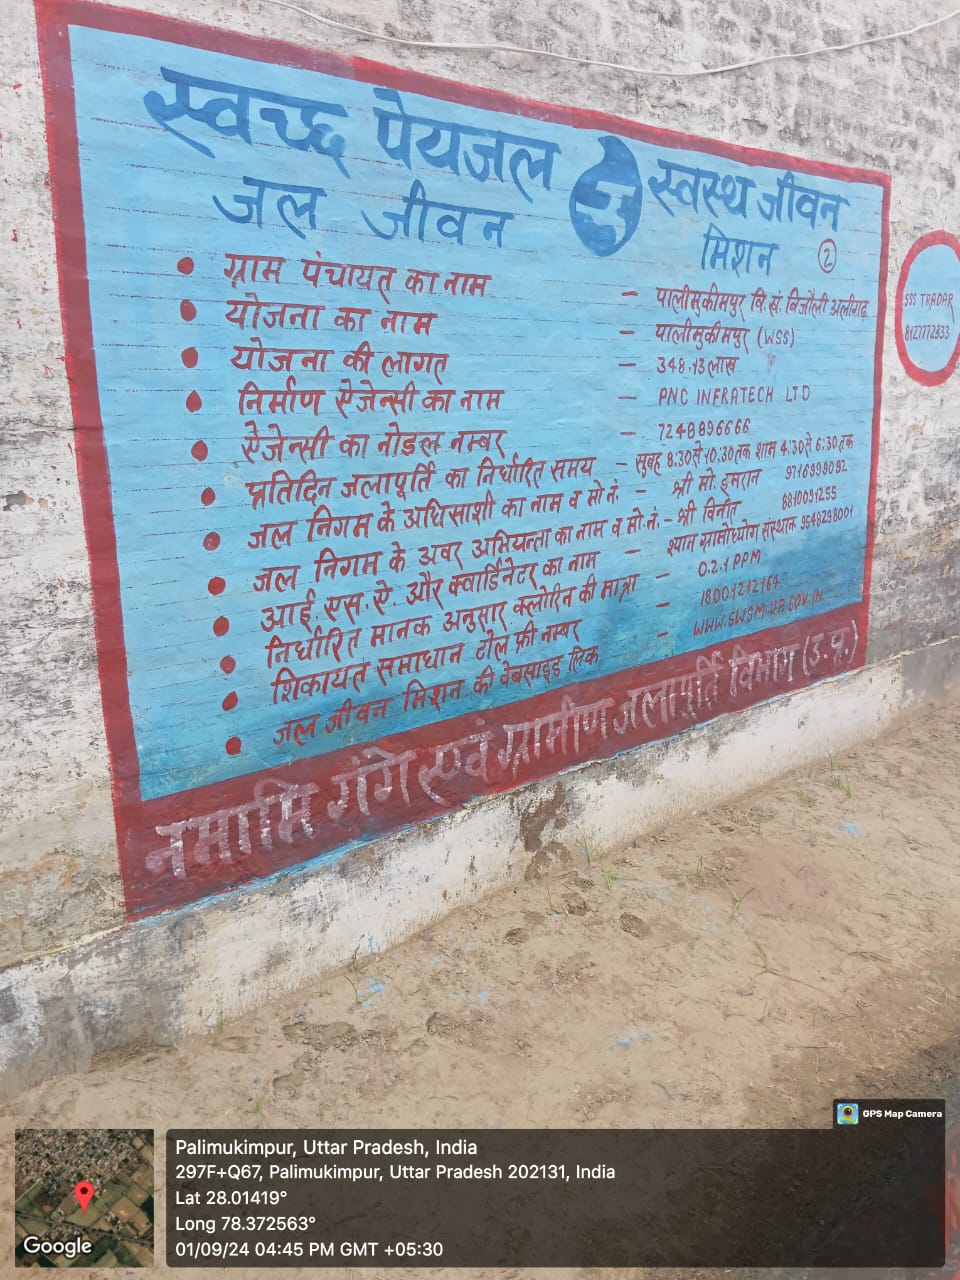 स्वच्छ पेयजल स्वस्थ जीवन
जल जीवन मिशन 2
ग्राम पंचायत का नाम - पालीमुकीमपुर वि.खं. बिजौली अलीगढ़
योजना का नाम - पालीमुकीमपुर (WSS)
योजना की लागत - 348.13 लाख
निर्माण ऐजेन्सी का नाम - PNC INFRATECH LTD
ऐजेन्सी का नोडल नम्बर - 7248896666
प्रतिदिन जलापूर्ति का निर्धारित समय - सुबह 8.30 से 10.30 तक शाम 4.30 से 6.30 तक
जल निगम के अधिसाशी का नाम व मो.नं. - श्री मो. इमरान 9716998092
जल निगम के अवर अभियन्ता का नाम व मो.नं. - श्री विनीत 8810091255
आई.एस.ऐ. और क्वार्डिनेटर का नाम - श्याम ग्रामोध्योग संस्थान 9548298001
निर्धारित मानक अनुसार क्लोरिन की मात्रा - 0.2.1 PPM
शिकायत समाधान टोल फ्री नम्बर - 18001212164
जल जीवन मिशन की वेबसाइड लिंक - WWW.GWSM.UP.GOV.IN
नमामि गंगे एवं ग्रामीण जलापूर्ति विभाग (उ.प्र.)
SSS TRADAR
8127772333
GPS Map Camera
Palimukimpur, Uttar Pradesh, India
297F+Q67, Palimukimpur, Uttar Pradesh 202131, India
Lat 28.01419°
Long 78.372563°
01/09/24 04:45 PM GMT +05:30
Google